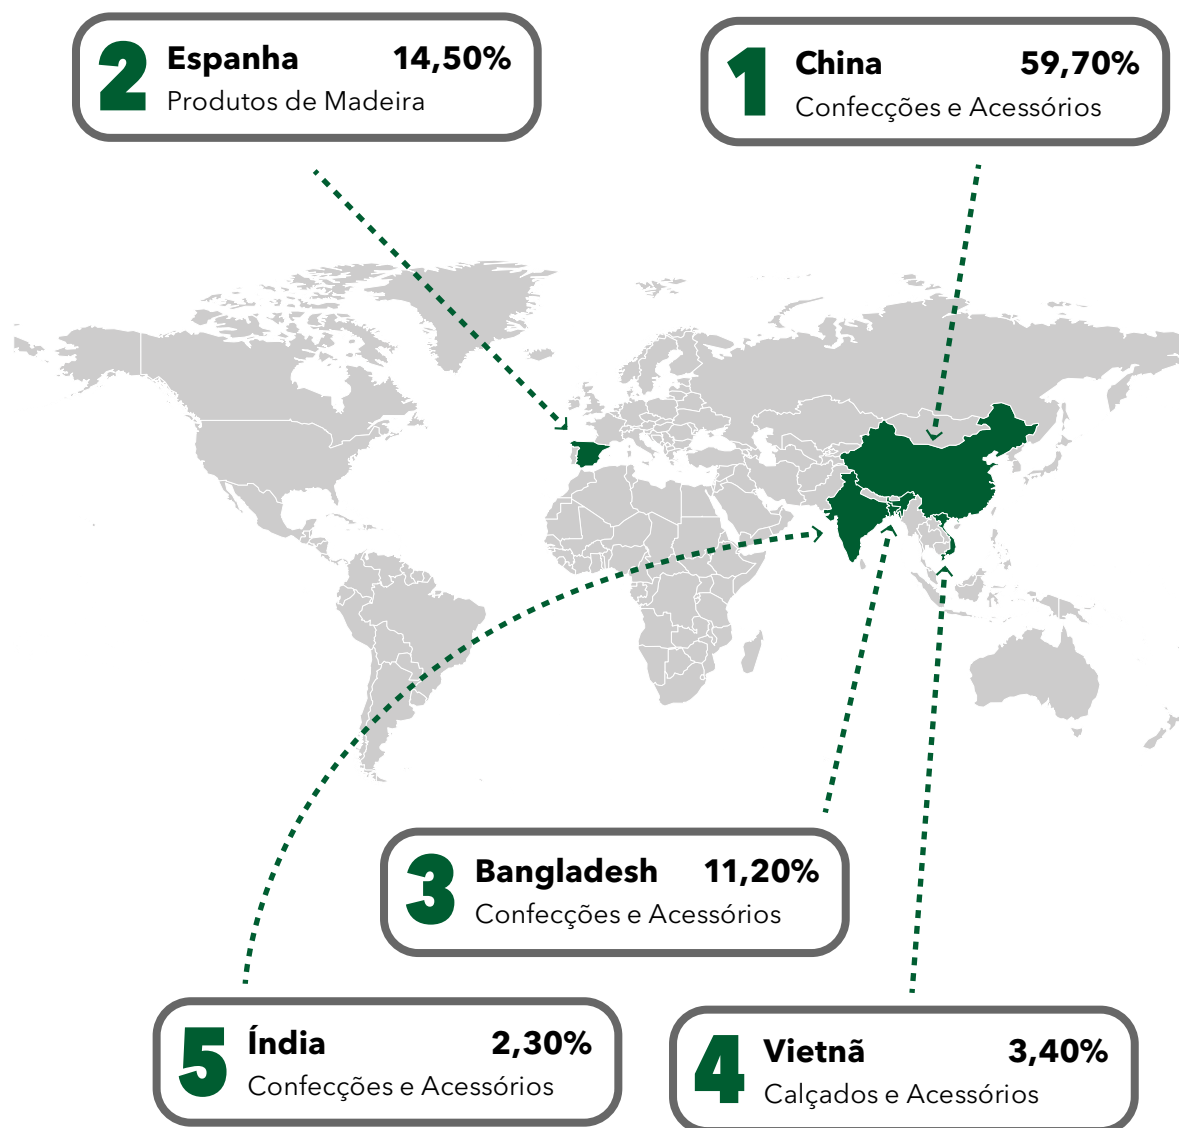 2 Espanha 14,50%
Produtos de Madeira
1 China 59,70%
Confecções e Acessórios
3 Bangladesh 11,20%
Confecções e Acessórios
5 Índia 2,30%
Confecções e Acessórios
4 Vietnã 3,40%
Calçados e Acessórios